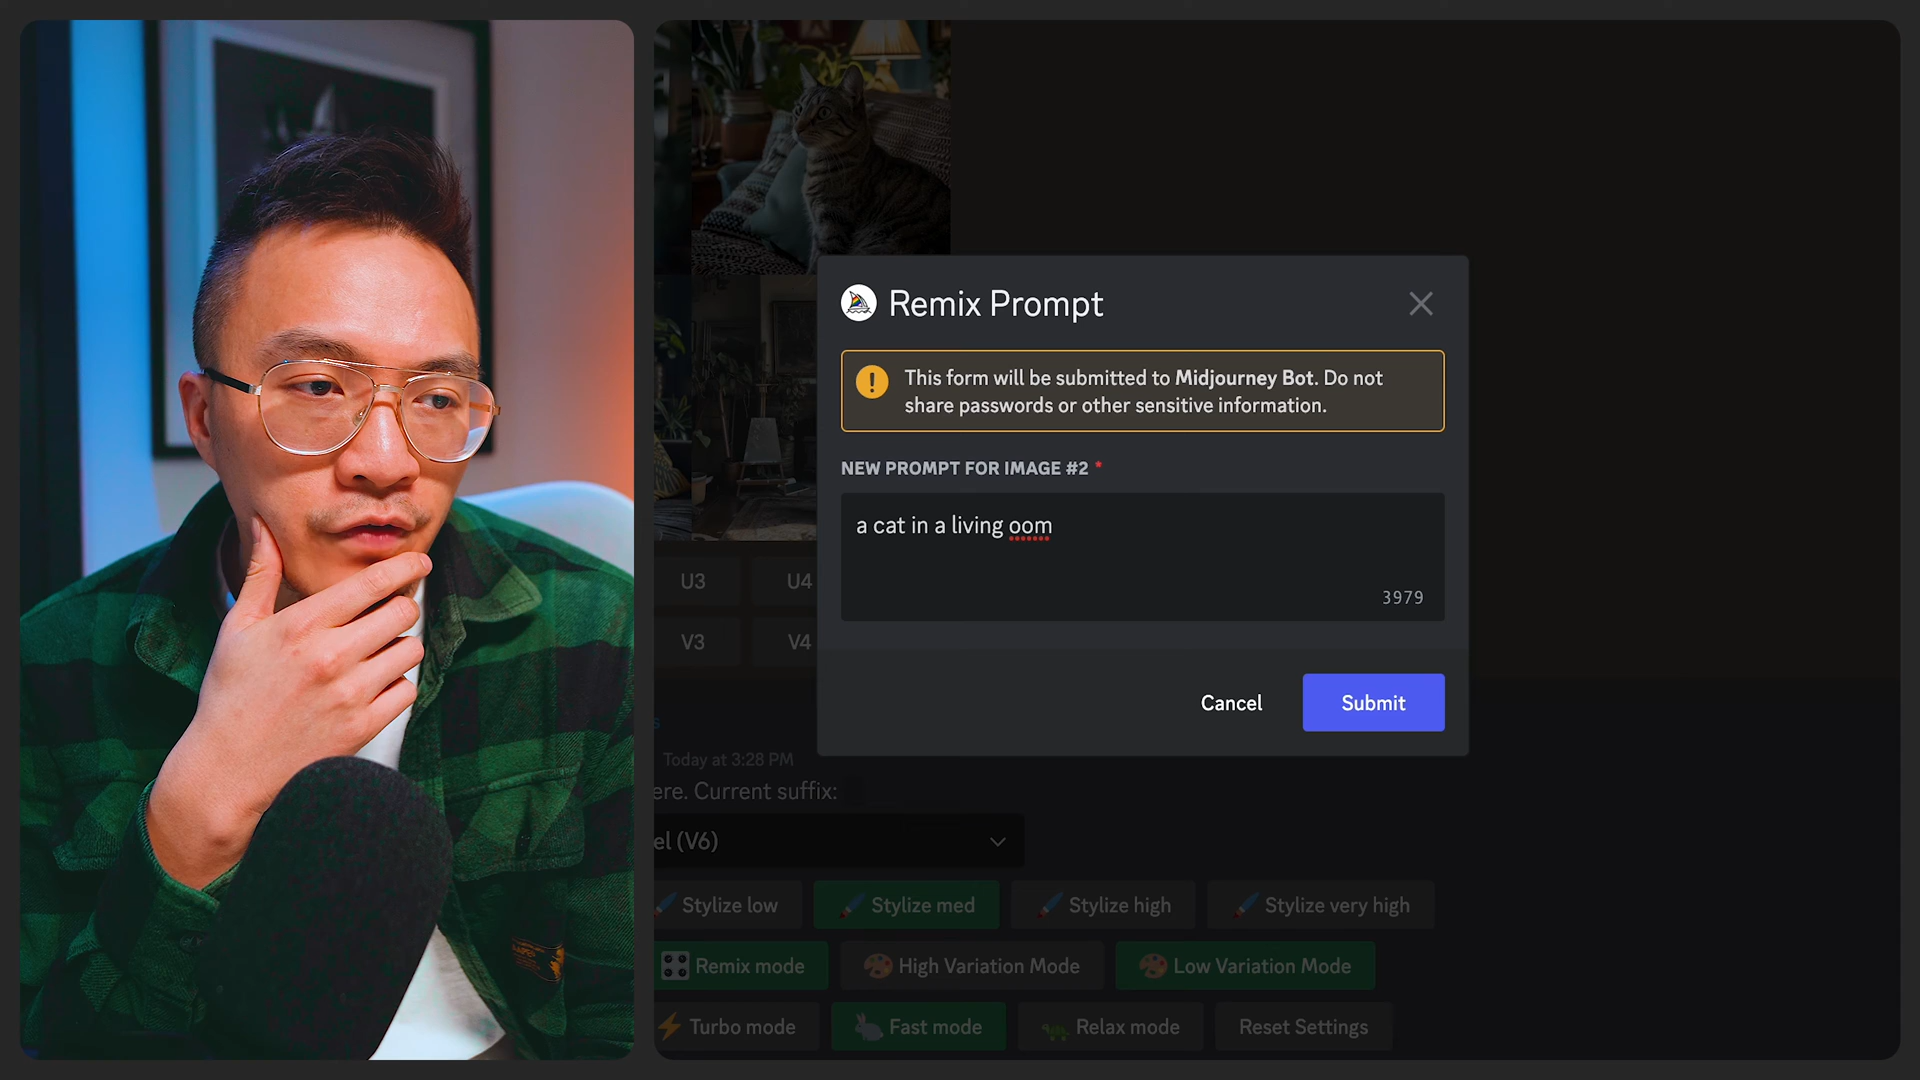 Remix Prompt
This form will be submitted to Midjourney Bot. Do not
share passwords or other sensitive information.
NEW PROMPT FOR IMAGE #2 *
a cat in a living oom
3979
Cancel
Submit
U3
U4
V3
V4
Today at 3:28 PM
ere. Current suffix:
el (V6)
Stylize low
Stylize med
Stylize high
Stylize very high
Remix mode
High Variation Mode
Low Variation Mode
Turbo mode
Fast mode
Relax mode
Reset Settings